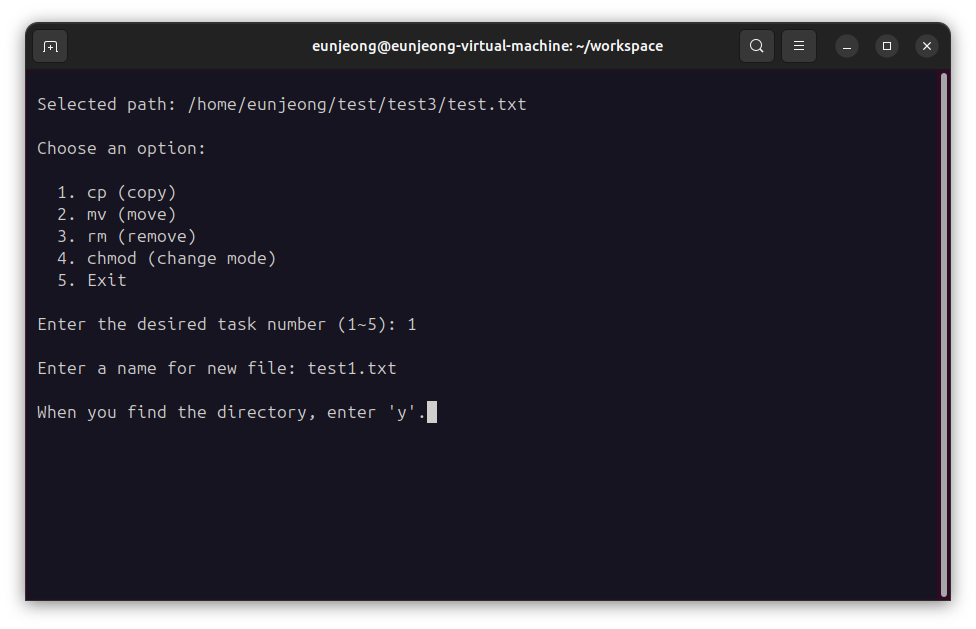 eunjeong@eunjeong-virtual-machine: ~/workspace
Selected path: /home/eunjeong/test/test3/test.txt
Choose an option:
1. cp (copy)
2. mv (move)
3. rm (remove)
4. chmod (change mode)
5. Exit
Enter the desired task number (1~5): 1
Enter a name for new file: test1.txt
When you find the directory, enter 'y'.